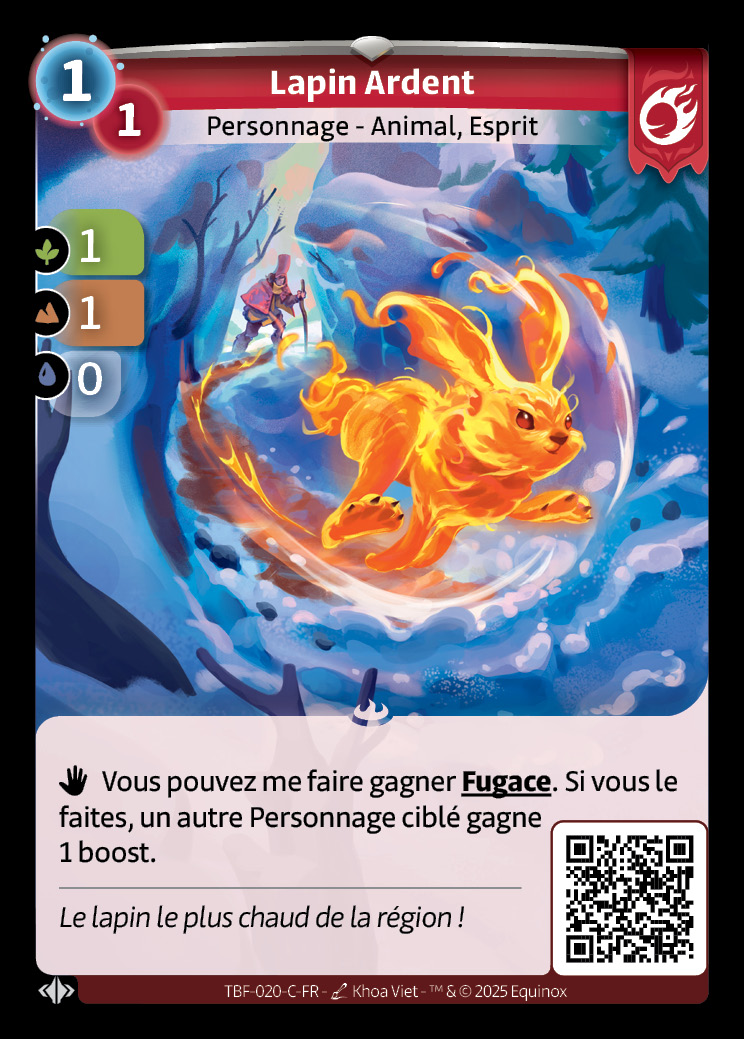 1
Lapin Ardent
1
Personnage - Animal, Esprit
1
1
0
Vous pouvez me faire gagner Fugace. Si vous le
faites, un autre Personnage ciblé gagne
1 boost.
Le lapin le plus chaud de la région !
TBF-020-C-FR - Khoa Viet - ™ & © 2025 Equinox